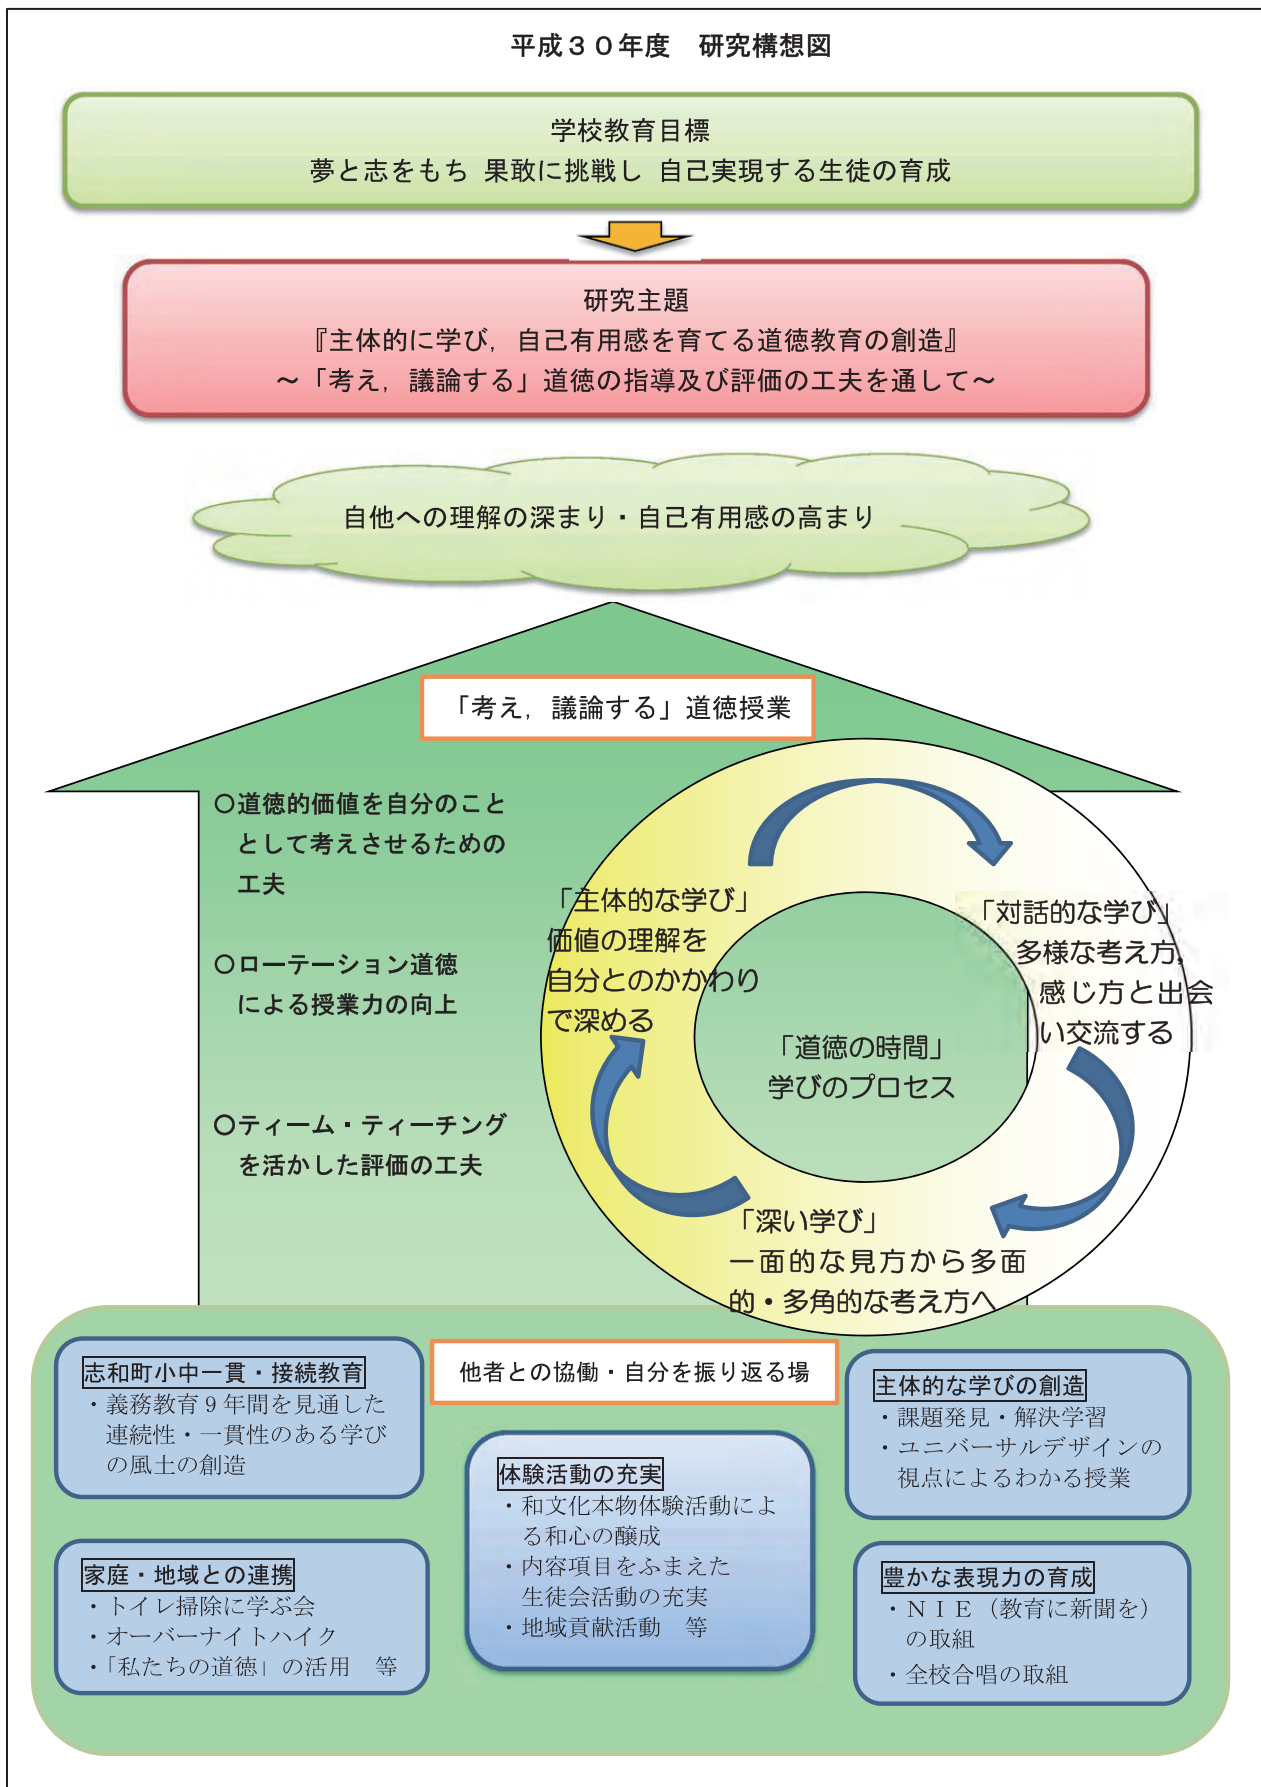 平成３０年度　研究構想図
学校教育目標
夢と志をもち 果敢に挑戦し 自己実現する生徒の育成
研究主題
『主体的に学び，自己有用感を育てる道徳教育の創造』
～「考え，議論する」道徳の指導及び評価の工夫を通して～
自他への理解の深まり・自己有用感の高まり
「考え，議論する」道徳授業
○道徳的価値を自分のこと
として考えさせるための
工夫
○ローテーション道徳
による授業力の向上
○ティーム・ティーチング
を活かした評価の工夫
「主体的な学び」
価値の理解を
自分とのかかわり
で深める
「対話的な学び」
多様な考え方，
感じ方と出会
い交流する
「道徳の時間」
学びのプロセス
「深い学び」
一面的な見方から多面
的・多角的な考え方へ
他者との協働・自分を振り返る場
志和町小中一貫・接続教育
・義務教育９年間を見通した
連続性・一貫性のある学び
の風土の創造
家庭・地域との連携
・トイレ掃除に学ぶ会
・オーバーナイトハイク
・「私たちの道徳」の活用　等
体験活動の充実
・和文化本物体験活動によ
る和心の醸成
・内容項目をふまえた
生徒会活動の充実
・地域貢献活動　等
主体的な学びの創造
・課題発見・解決学習
・ユニバーサルデザインの
視点によるわかる授業
豊かな表現力の育成
・ＮＩＥ（教育に新聞を）
の取組
・全校合唱の取組